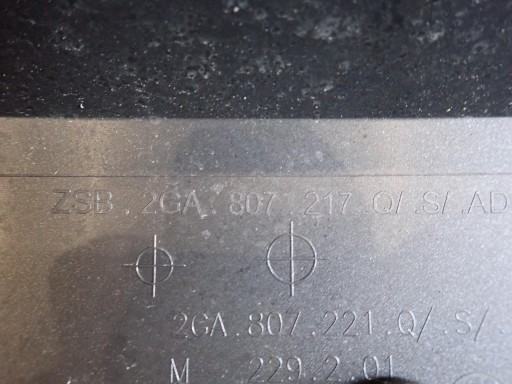 ZSB . 2GA . 807 . 217 . Q/ . S/ . AD
2GA . 807 . 221 . Q/ . S/ .
M 229 2 01